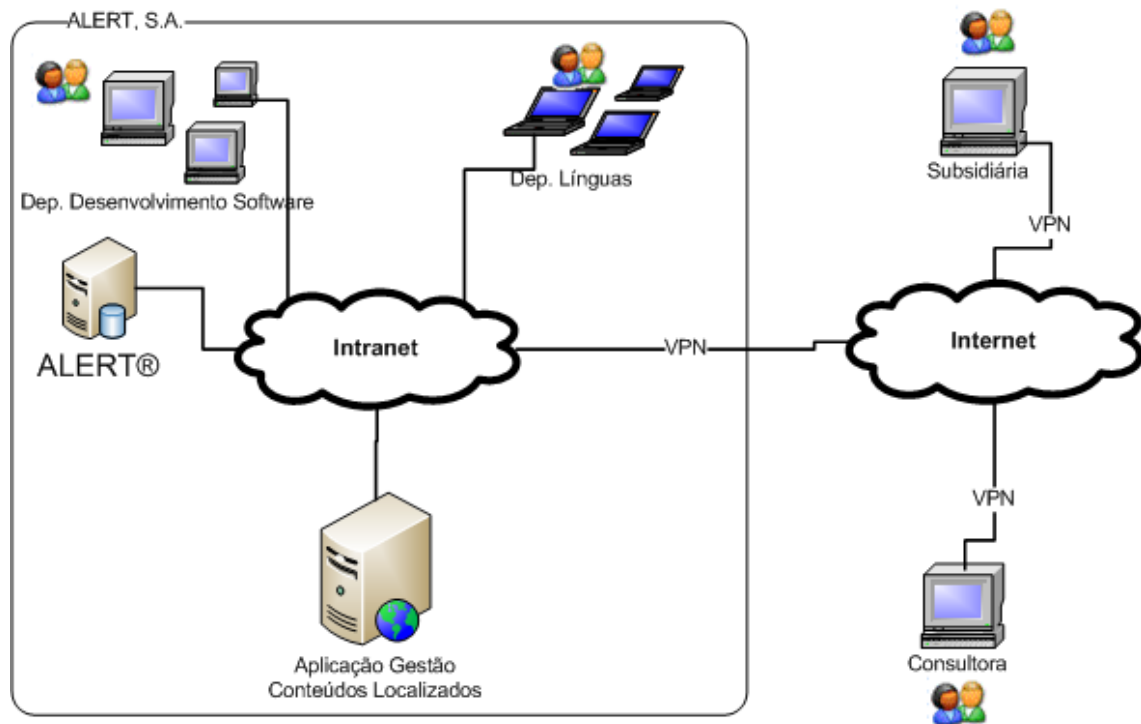 ALERT, S.A.
Dep. Desenvolvimento Software
Dep. Línguas
Subsidiária
VPN
ALERT®
Intranet
VPN
Internet
VPN
Aplicação Gestão
Conteúdos Localizados
Consultora